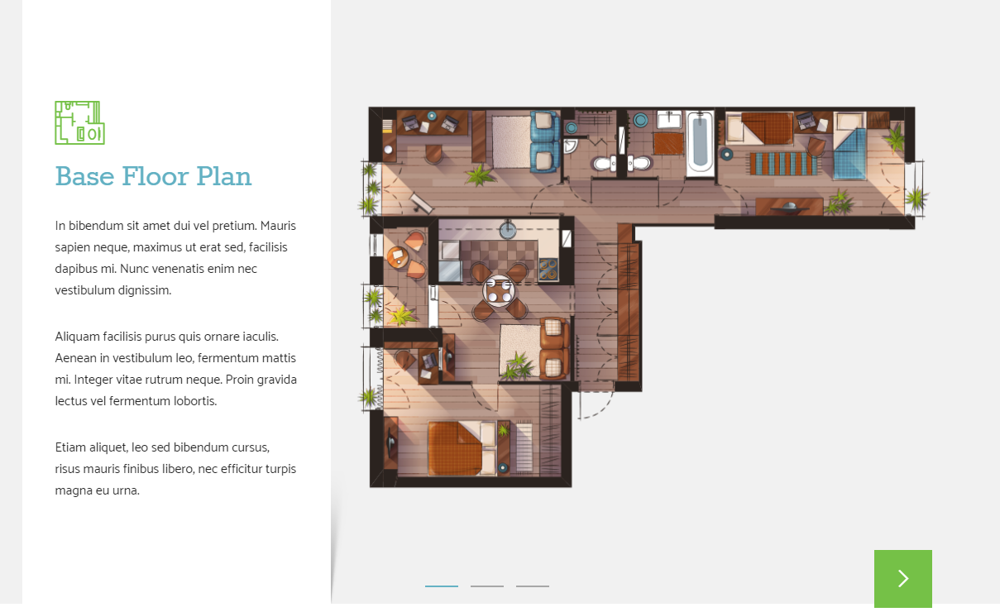 Base Floor Plan
In bibendum sit amet dui vel pretium. Mauris
sapien neque, maximus ut erat sed, facilisis
dapibus mi. Nunc venenatis enim nec
vestibulum dignissim.
Aliquam facilisis purus quis ornare iaculis.
Aenean in vestibulum leo, fermentum mattis
mi. Integer vitae rutrum neque. Proin gravida
lectus vel fermentum lobortis.
Etiam aliquet, leo sed bibendum cursus,
risus mauris finibus libero, nec efficitur turpis
magna eu urna.